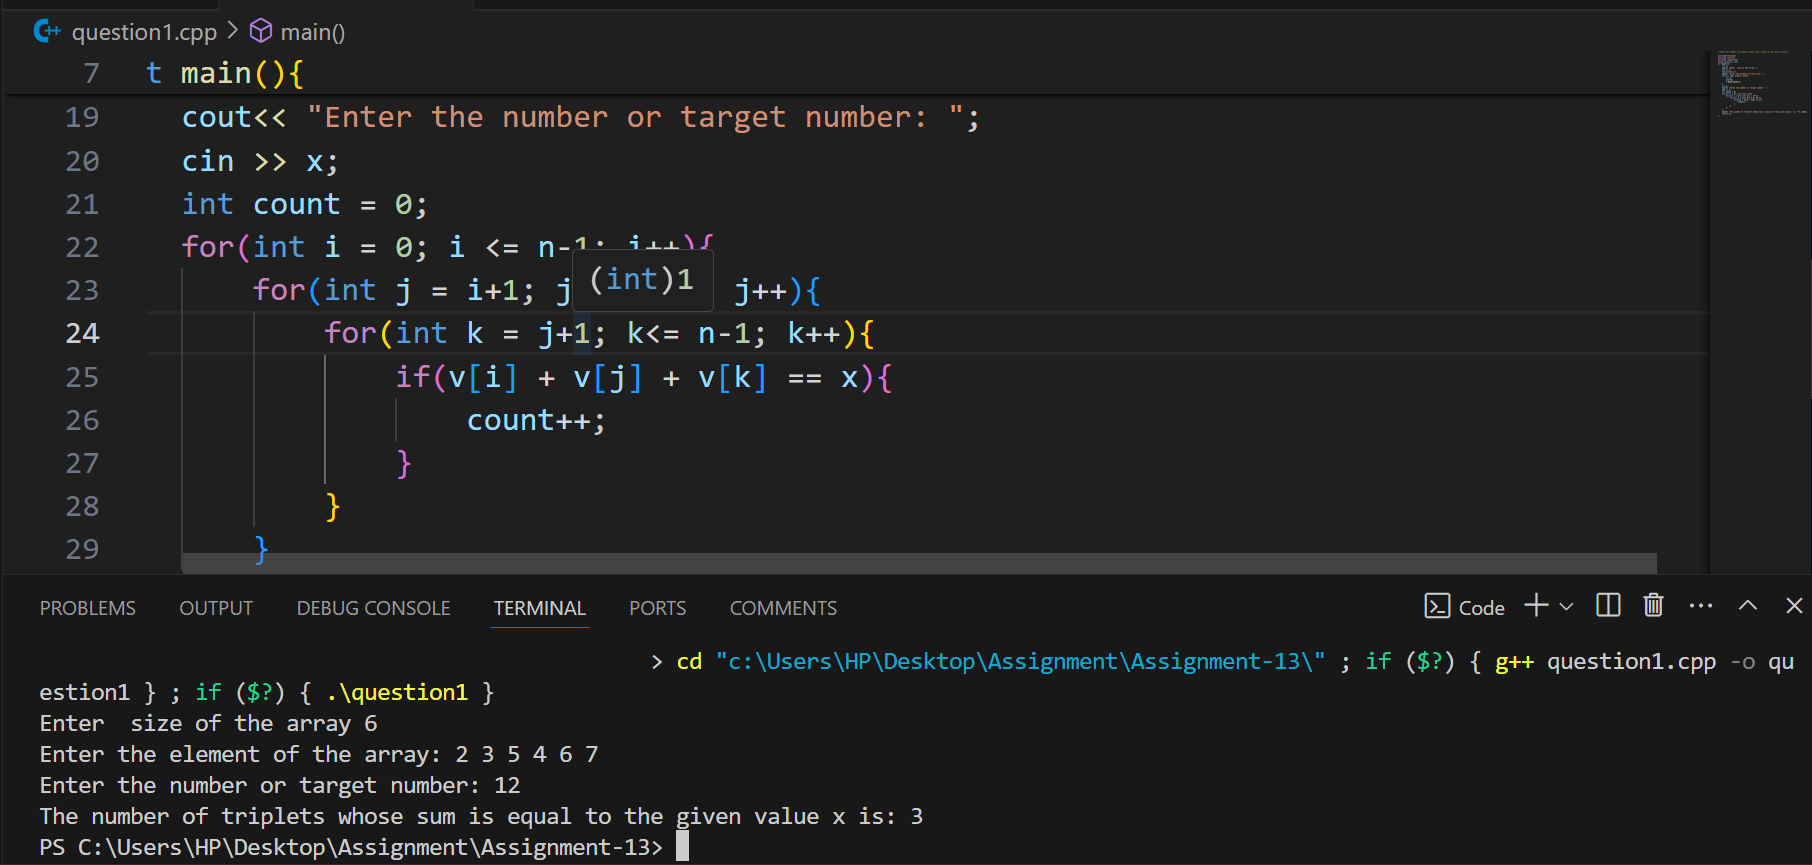 question1.cpp > main()
7 t main(){
19 cout<< "Enter the number or target number: ";
20 cin >> x;
21 int count = 0;
22 for(int i = 0; i <= n-1; i++){
(int)1
23 for(int j = i+1; j j++){
24 for(int k = j+1; k<= n-1; k++){
25 if(v[i] + v[j] + v[k] == x){
26 count++;
27 }
28 }
29 }
PROBLEMS OUTPUT DEBUG CONSOLE TERMINAL PORTS COMMENTS Code
> cd "c:\Users\HP\Desktop\Assignment\Assignment-13\" ; if ($?) { g++ question1.cpp -o qu
estion1 } ; if ($?) { .\question1 }
Enter  size of the array 6
Enter the element of the array: 2 3 5 4 6 7
Enter the number or target number: 12
The number of triplets whose sum is equal to the given value x is: 3
PS C:\Users\HP\Desktop\Assignment\Assignment-13>